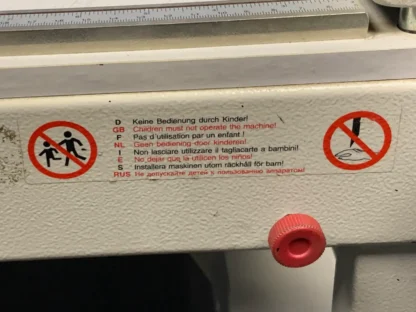 D Keine Bedienung durch Kinder!
GB Children must not operate the machine!
F Pas d'utilisation par un enfant !
NL Geen bediening door kinderen!
I Non lasciare utilizzare il tagliacarte a bambini!
E No dejar que la utilicen los niños!
S Installera maskinen utom räckhåll för barn!
RUS Не допускайте детей к пользованию аппаратом!